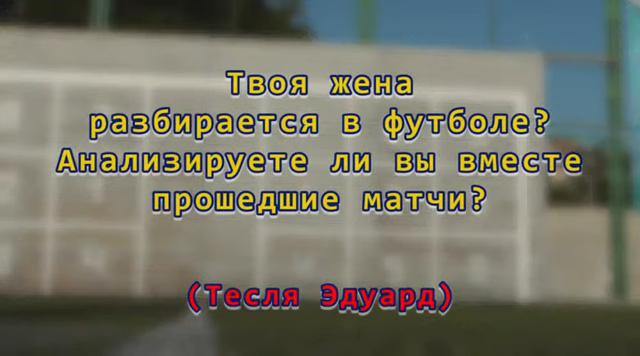 Твоя жена
разбирается в футболе?
Анализируете ли вы вместе
прошедшие матчи?
(Тесля Эдуард)